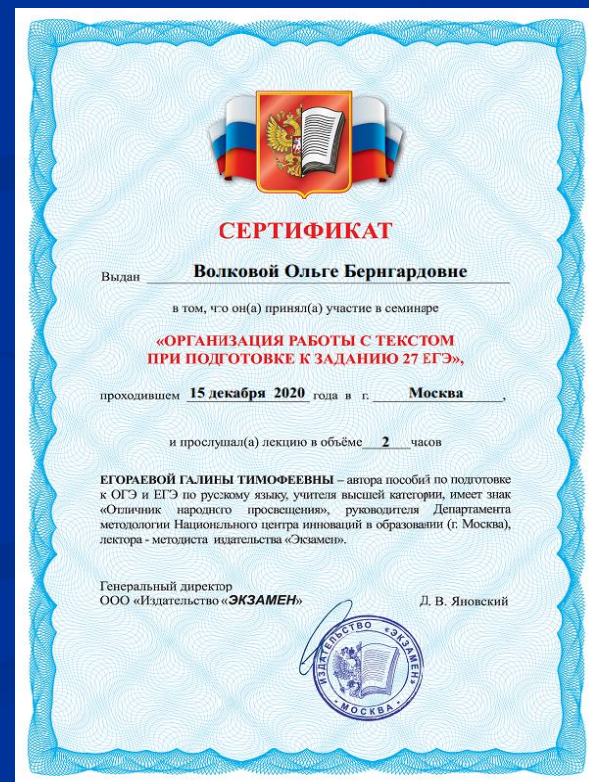 СЕРТИФИКАТ
Выдан Волковой Ольге Бернгардовне
в том, что он(а) принял(а) участие в семинаре
«ОРГАНИЗАЦИЯ РАБОТЫ С ТЕКСТОМ
ПРИ ПОДГОТОВКЕ К ЗАДАНИЮ 27 ЕГЭ»,
проходившем 15 декабря 2020 года в г. Москва,
и прослушал(а) лекцию в объёме 2 часов
ЕГОРАЕВОЙ ГАЛИНЫ ТИМОФЕЕВНЫ – автора пособий по подготовке
к ОГЭ и ЕГЭ по русскому языку, учителя высшей категории, имеет знак
«Отличник народного просвещения», руководителя Департамента
методологии Национального центра инноваций в образовании (г. Москва),
лектора - методиста издательства «Экзамен».
Генеральный директор
ООО «Издательство «ЭКЗАМЕН» Д. В. Яновский
ИЗДАТЕЛЬСТВО «ЭКЗАМЕН»
МОСКВА